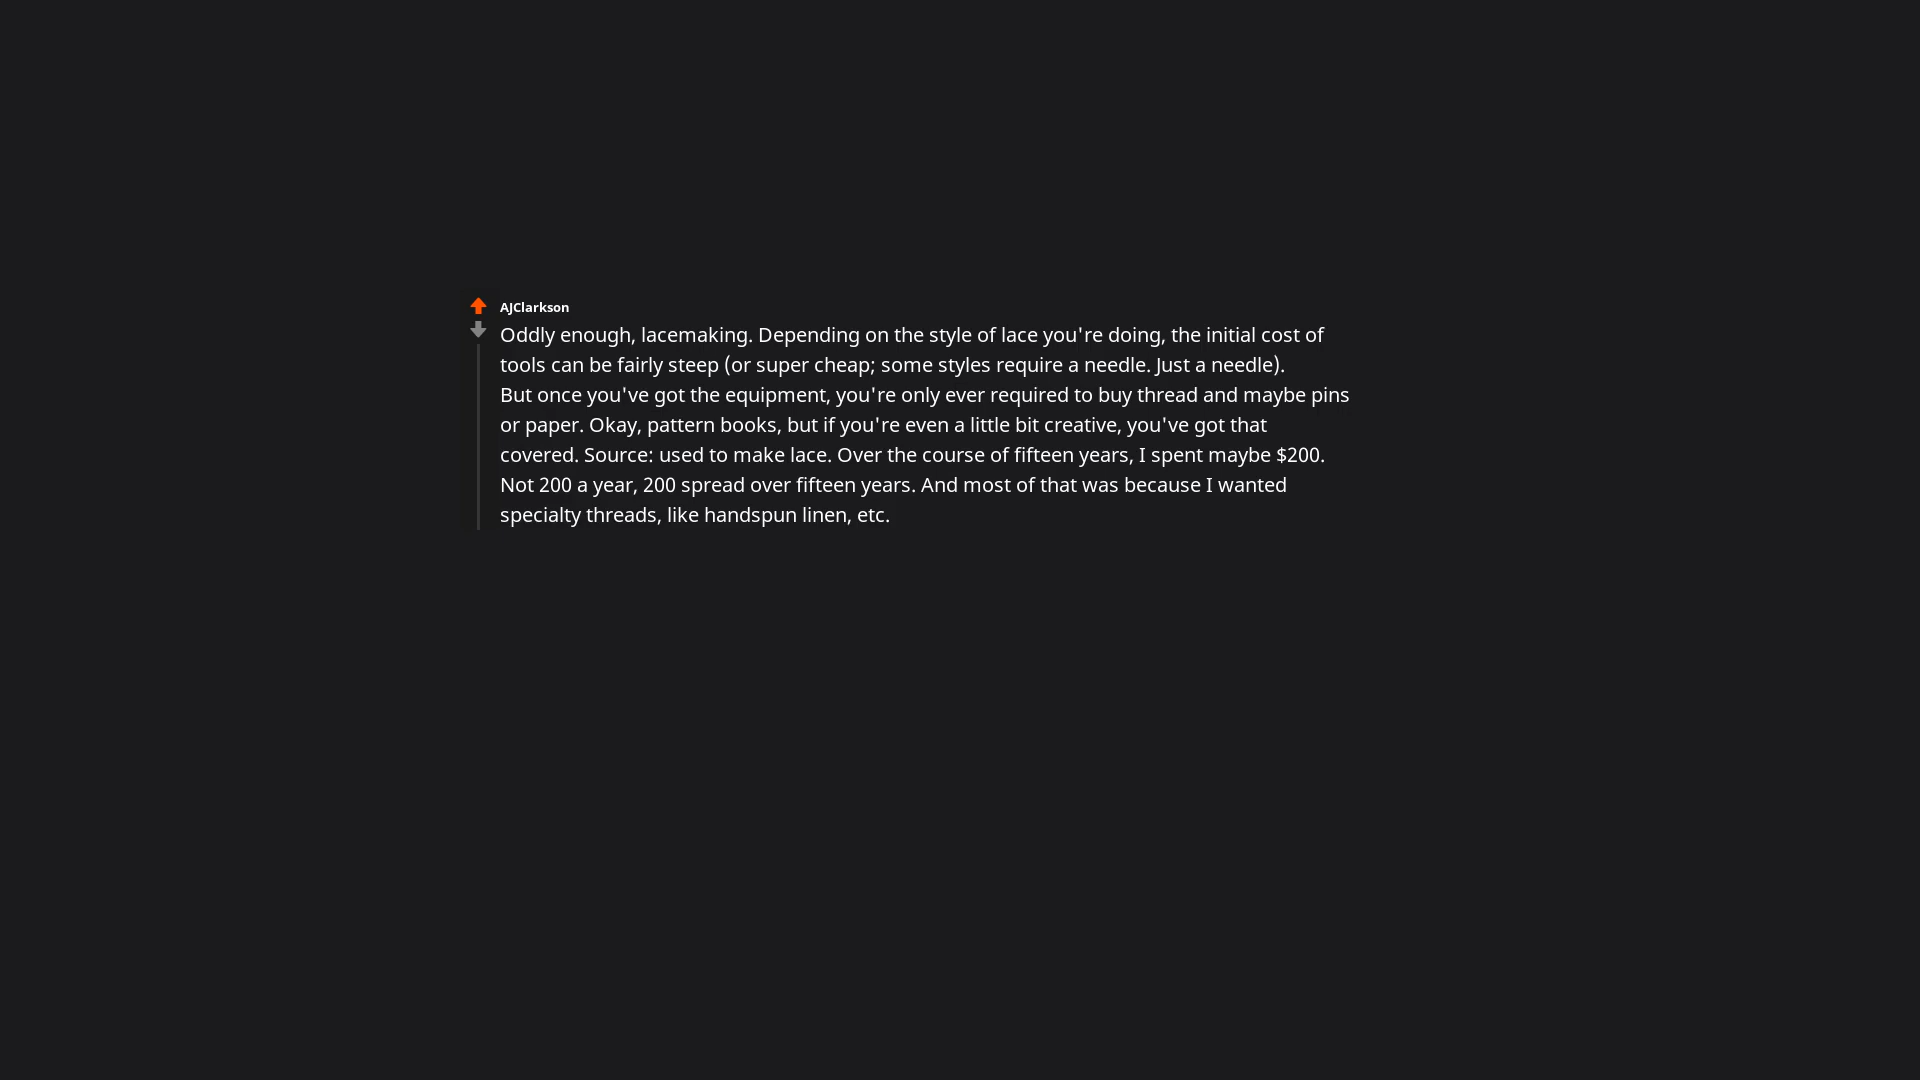 AJClarkson
Oddly enough, lacemaking. Depending on the style of lace you're doing, the initial cost of
tools can be fairly steep (or super cheap; some styles require a needle. Just a needle).
But once you've got the equipment, you're only ever required to buy thread and maybe pins
or paper. Okay, pattern books, but if you're even a little bit creative, you've got that
covered. Source: used to make lace. Over the course of fifteen years, I spent maybe $200.
Not 200 a year, 200 spread over fifteen years. And most of that was because I wanted
specialty threads, like handspun linen, etc.